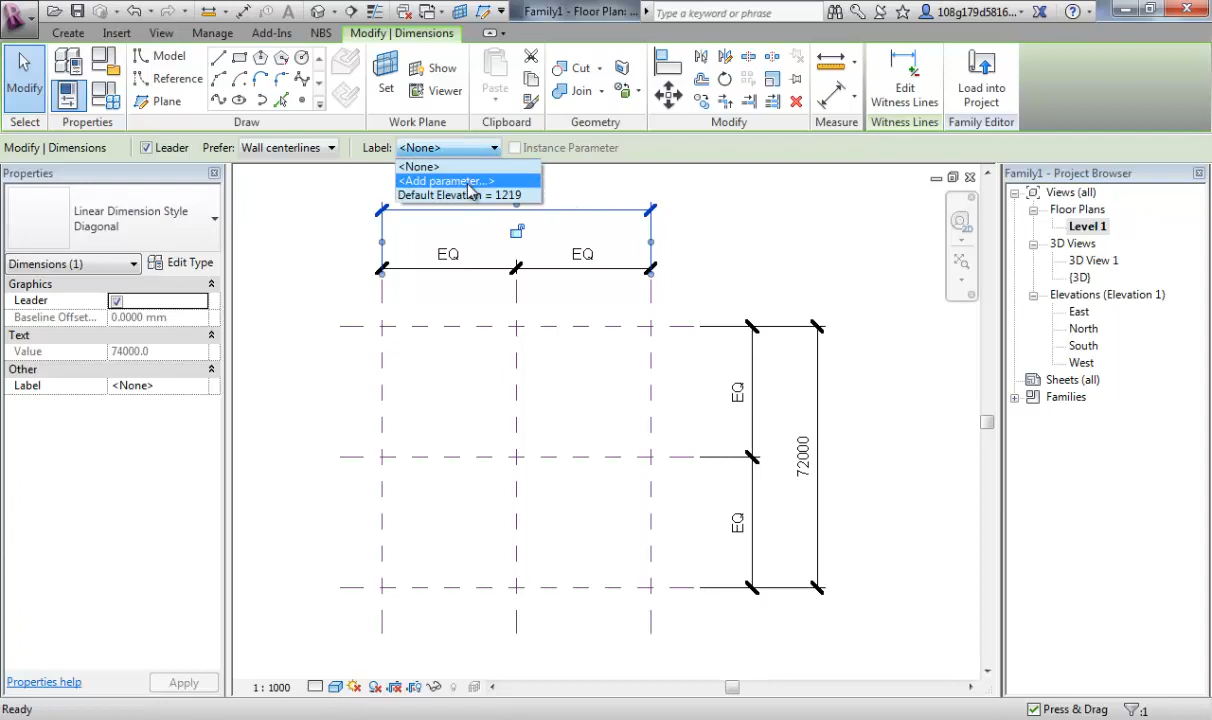 Family1 - Floor Plan: ...
Type a keyword or phrase
108g179d5816...
Create Insert View Manage Add-Ins NBS Modify | Dimensions
Modify
Model
Reference
Plane
Set
Show
Viewer
Paste
Cut
Join
Edit
Witness Lines
Load into
Project
Select Properties Draw Work Plane Clipboard Geometry Modify Measure Witness Lines Family Editor
Modify | Dimensions Leader Prefer: Wall centerlines Label: <None> Instance Parameter
<None>
<Add parameter...>
Default Elevation = 1219
Properties
Linear Dimension Style
Diagonal
Dimensions (1) Edit Type
Graphics
Leader
Baseline Offset... 0.0000 mm
Text
Value 74000.0
Other
Label <None>
Properties help Apply
EQ EQ
EQ
72000
EQ
Family1 - Project Browser
Views (all)
Floor Plans
Level 1
3D Views
3D View 1
{3D}
Elevations (Elevation 1)
East
North
South
West
Sheets (all)
Families
1 : 1000
Ready
Press & Drag :1